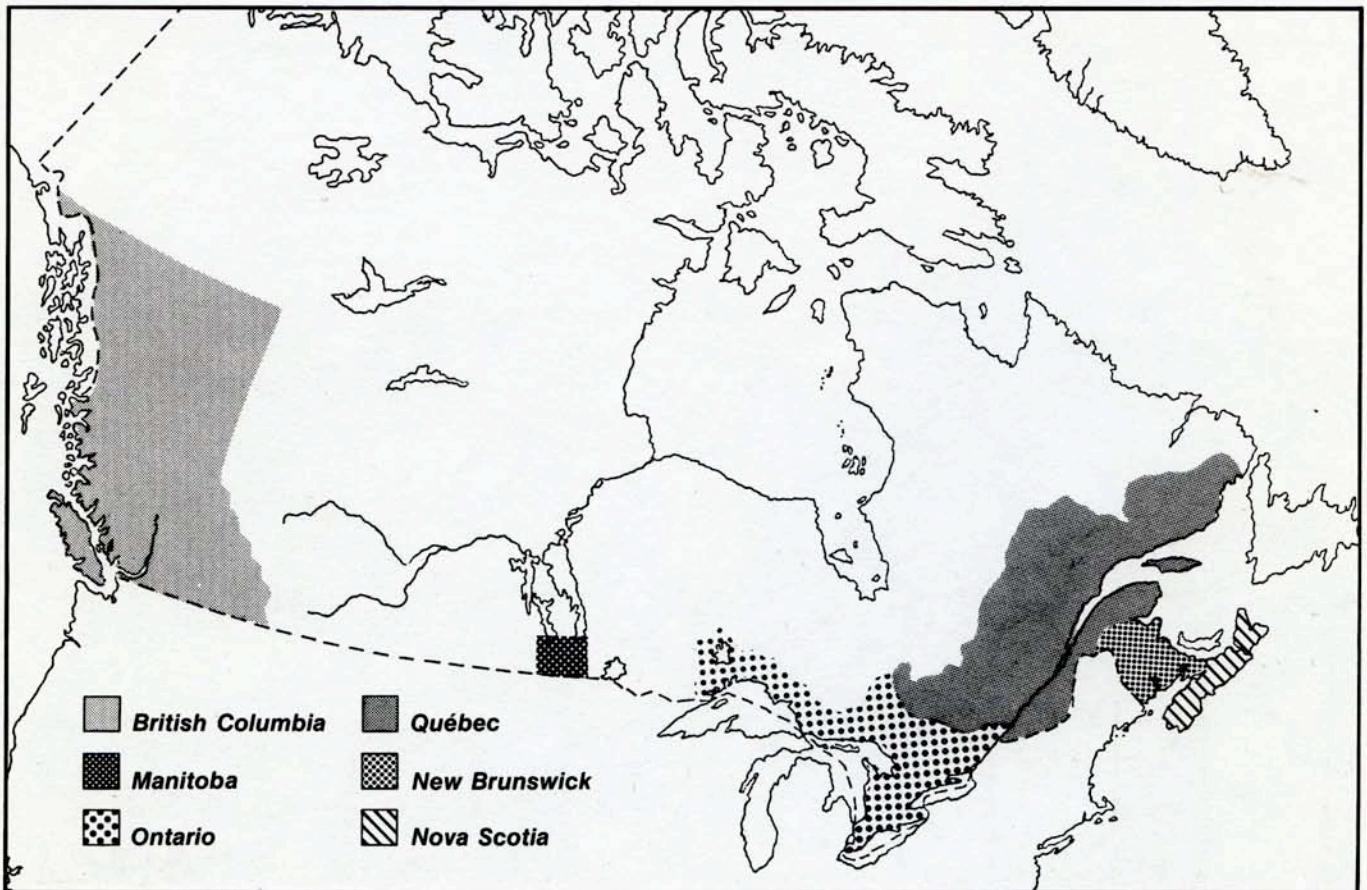 British Columbia
Québec
Manitoba
New Brunswick
Ontario
Nova Scotia